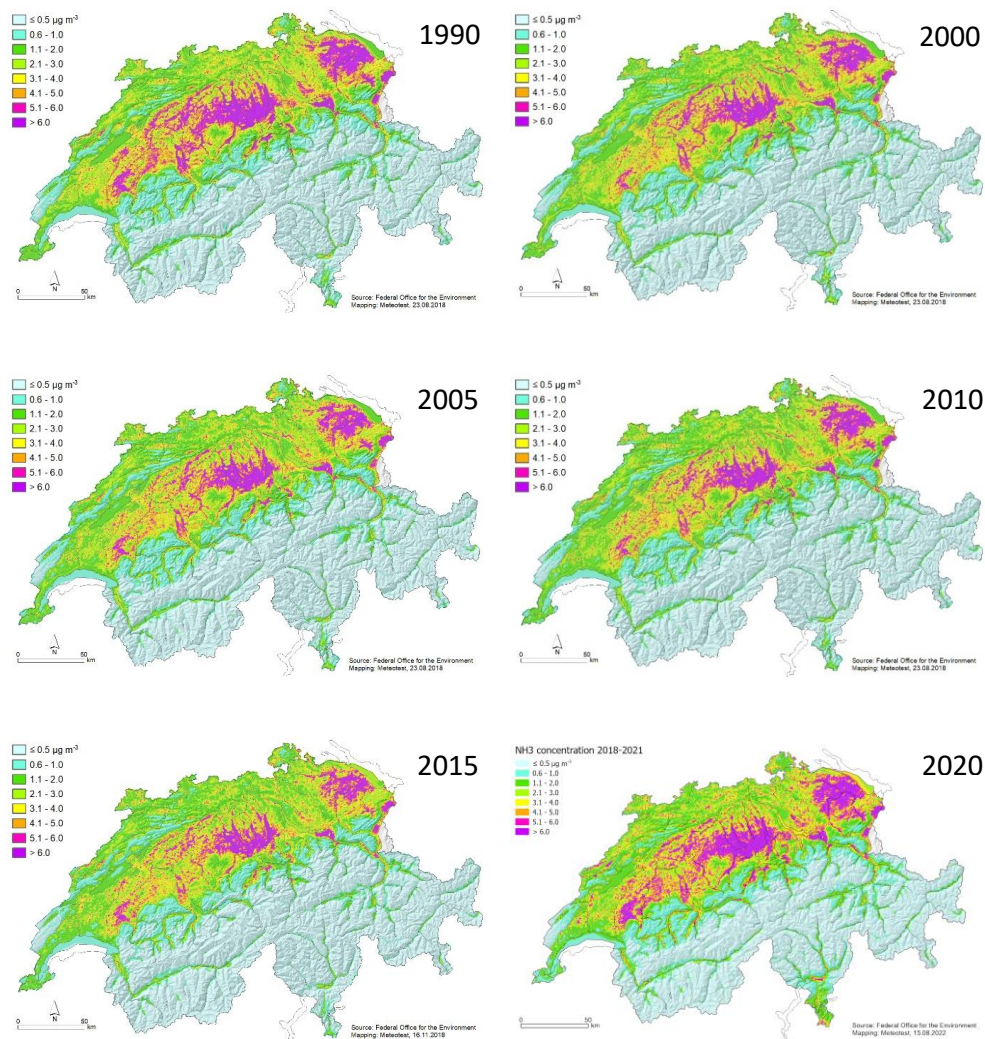 ≤ 0.5 µg m-3
0.6 - 1.0
1.1 - 2.0
2.1 - 3.0
3.1 - 4.0
4.1 - 5.0
5.1 - 6.0
> 6.0
1990
N
0 50
km
Source: Federal Office for the Environment
Mapping: Meteotest, 23.08.2018
≤ 0.5 µg m-3
0.6 - 1.0
1.1 - 2.0
2.1 - 3.0
3.1 - 4.0
4.1 - 5.0
5.1 - 6.0
> 6.0
2000
N
0 50
km
Source: Federal Office for the Environment
Mapping: Meteotest, 23.08.2018
≤ 0.5 µg m-3
0.6 - 1.0
1.1 - 2.0
2.1 - 3.0
3.1 - 4.0
4.1 - 5.0
5.1 - 6.0
> 6.0
2005
N
0 50
km
Source: Federal Office for the Environment
Mapping: Meteotest, 23.08.2018
≤ 0.5 µg m-3
0.6 - 1.0
1.1 - 2.0
2.1 - 3.0
3.1 - 4.0
4.1 - 5.0
5.1 - 6.0
> 6.0
2010
N
0 50
km
Source: Federal Office for the Environment
Mapping: Meteotest, 23.08.2018
≤ 0.5 µg m-3
0.6 - 1.0
1.1 - 2.0
2.1 - 3.0
3.1 - 4.0
4.1 - 5.0
5.1 - 6.0
> 6.0
2015
N
0 50
km
Source: Federal Office for the Environment
Mapping: Meteotest, 16.11.2018
NH3 concentration 2018-2021
≤ 0.5 µg m-3
0.6 - 1.0
1.1 - 2.0
2.1 - 3.0
3.1 - 4.0
4.1 - 5.0
5.1 - 6.0
> 6.0
2020
0 50
km
Source: Federal Office for the Environment
Mapping: Meteotest, 15.08.2022